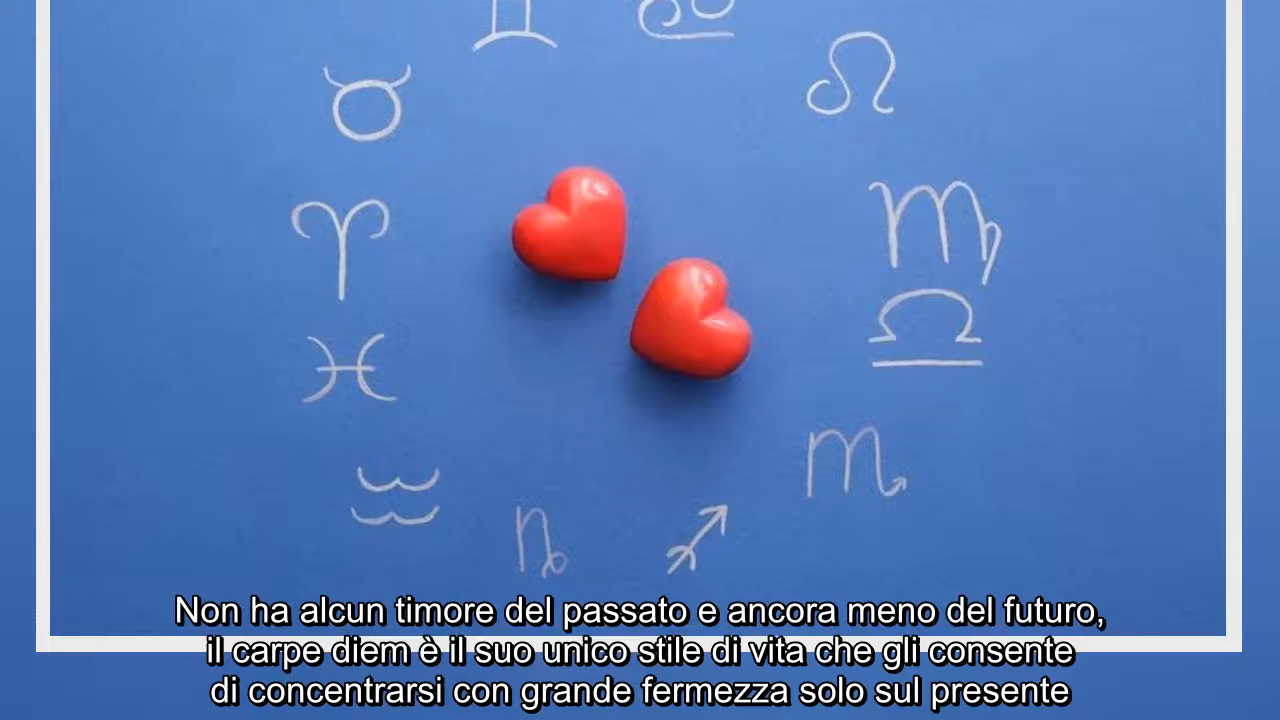 Non ha alcun timore del passato e ancora meno del futuro,
il carpe diem è il suo unico stile di vita che gli consente
di concentrarsi con grande fermezza solo sul presente